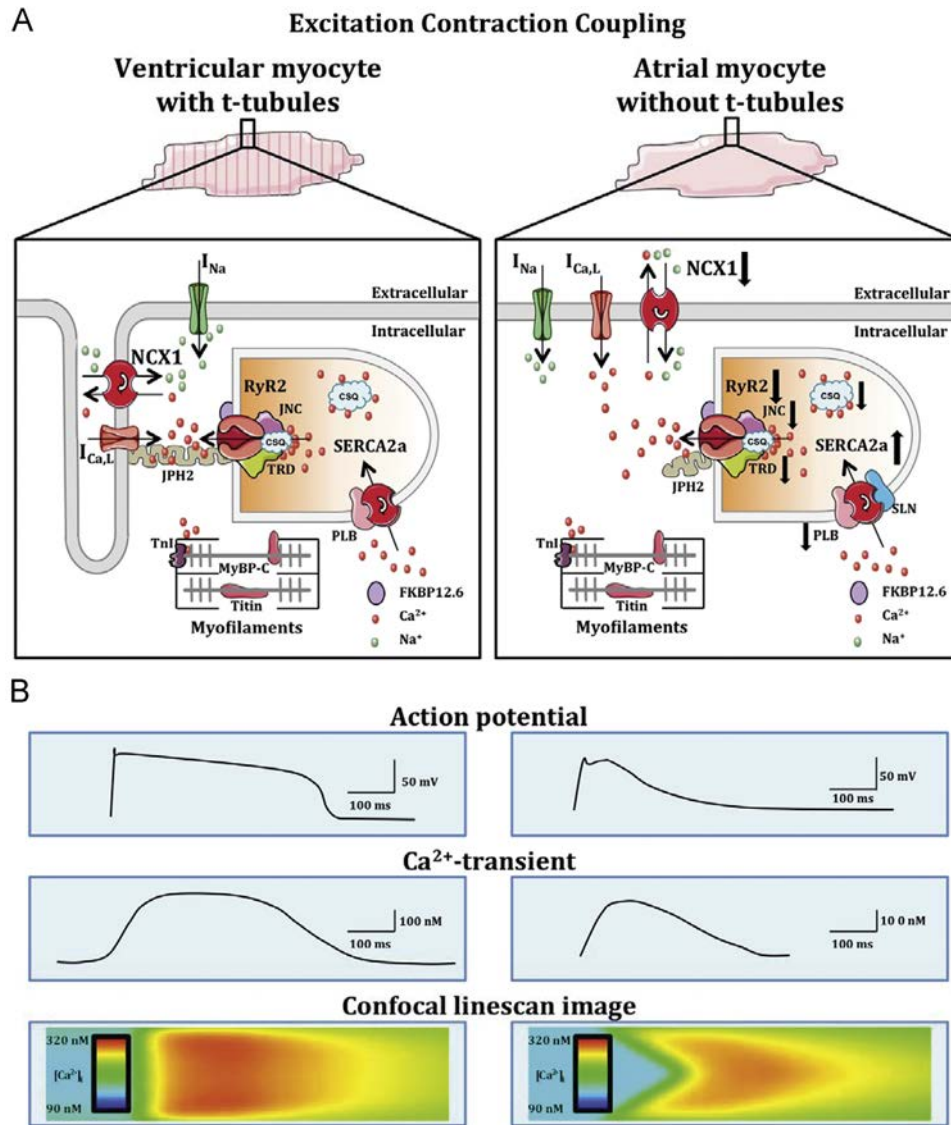 A
Excitation Contraction Coupling
Ventricular myocyte
with t-tubules
Atrial myocyte
without t-tubules
I_Na
Extracellular
Intracellular
NCX1
RyR2
JNC
CSQ
CSQ
I_Ca,L
JPH2
TRD
SERCA2a
PLB
TnI
MyBP-C
Titin
Myofilaments
FKBP12.6
Ca²⁺
Na⁺
I_Na
I_Ca,L
NCX1
Extracellular
Intracellular
RyR2
JNC
CSQ
CSQ
JPH2
TRD
SERCA2a
SLN
PLB
TnI
MyBP-C
Titin
Myofilaments
FKBP12.6
Ca²⁺
Na⁺
B
Action potential
50 mV
100 ms
50 mV
100 ms
Ca²⁺-transient
100 nM
100 ms
10 0 nM
100 ms
Confocal linescan image
320 nM
[Ca²⁺]i
90 nM
320 nM
[Ca²⁺]i
90 nM